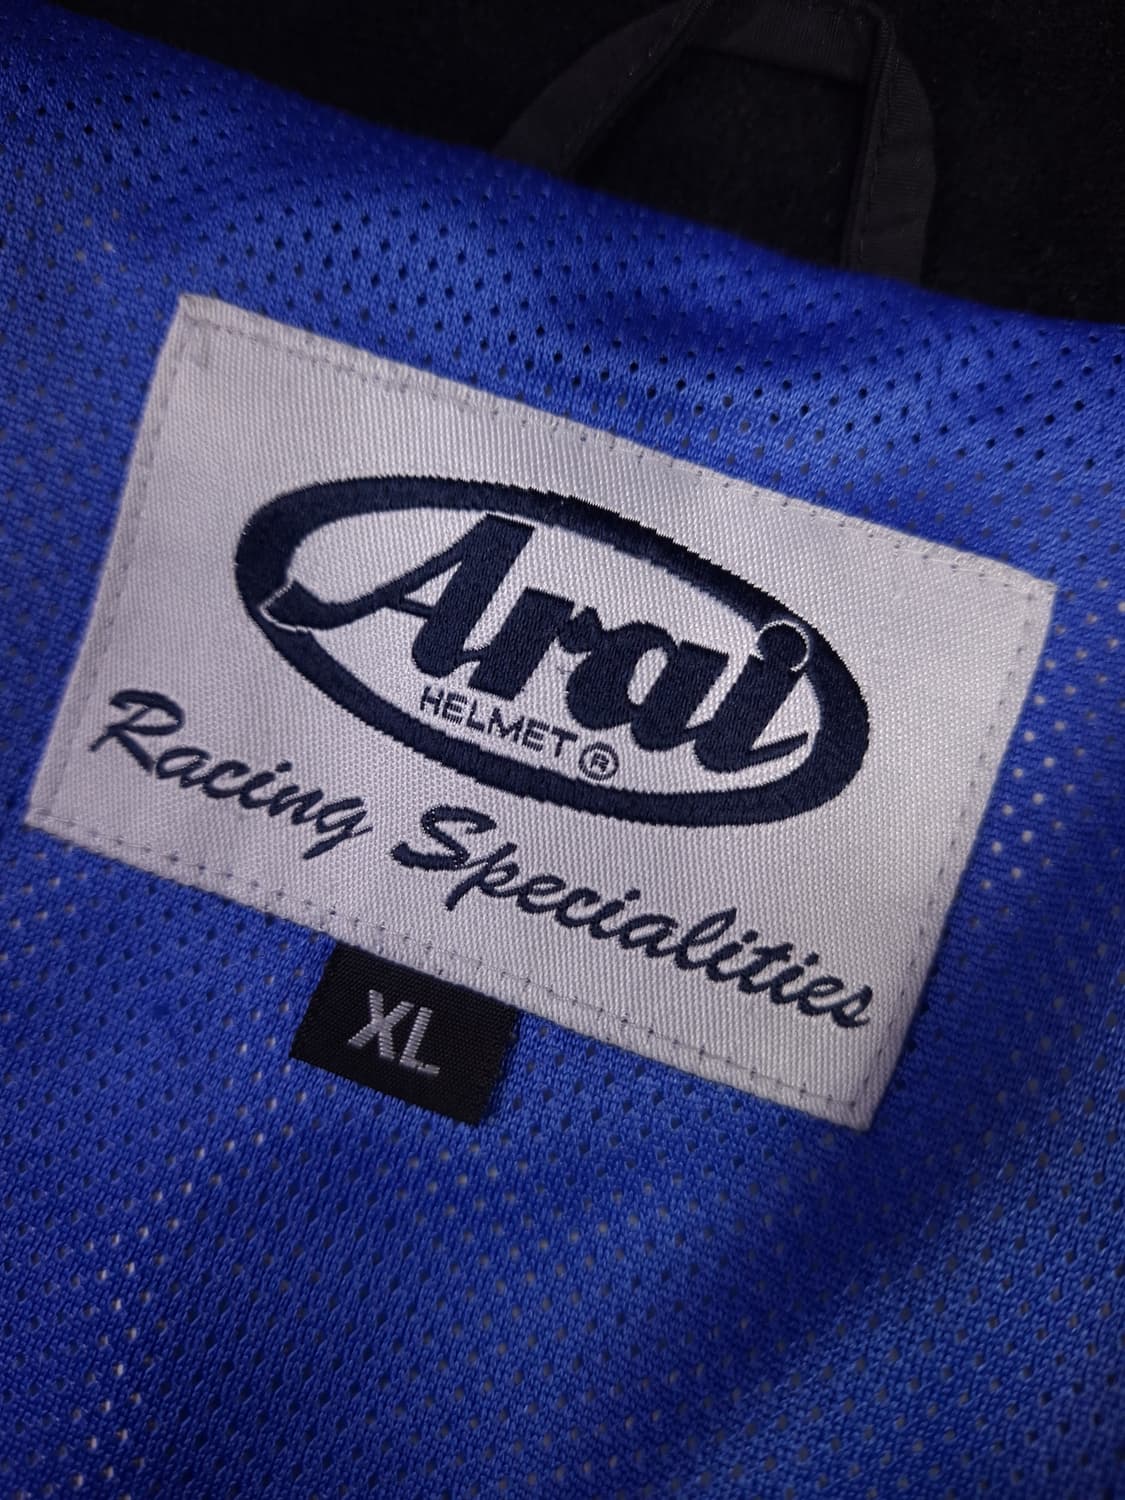 Arai
HELMET ®
Racing Specialities
XL